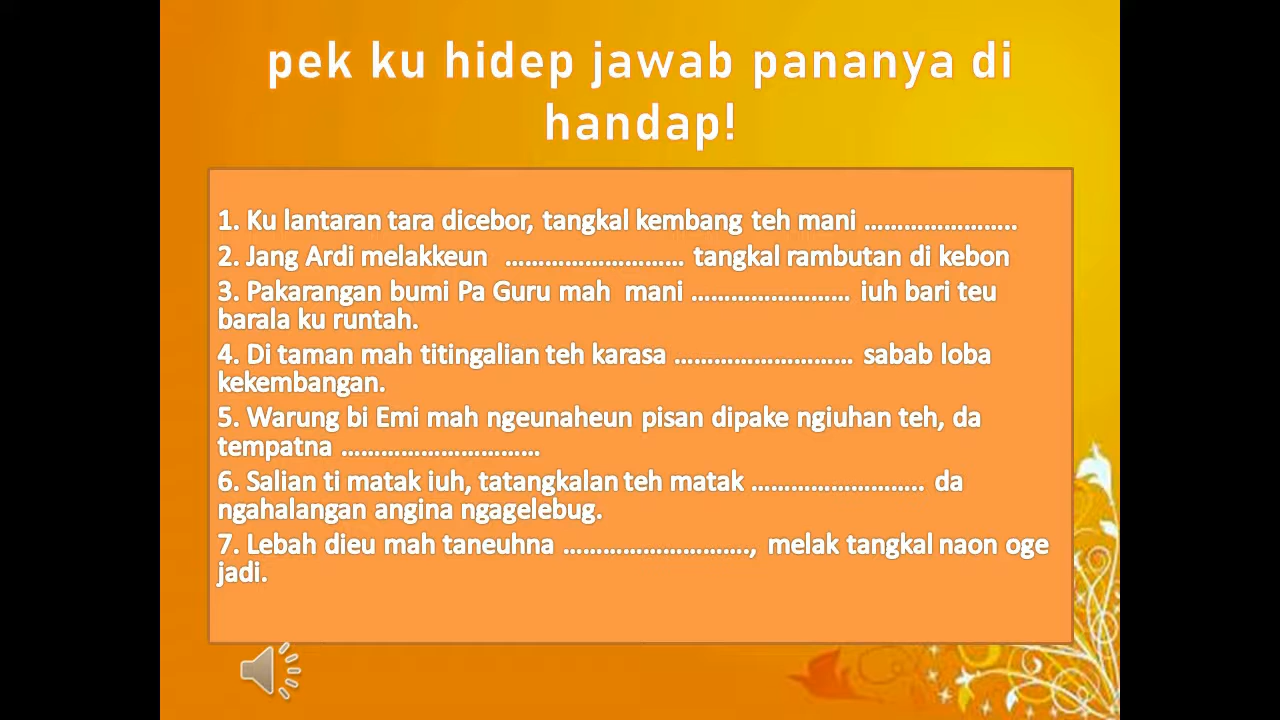 pek ku hidep jawab pananya di
handap!
1. Ku lantaran tara dicebor, tangkal kembang teh mani ........................
2. Jang Ardi melakkeun ........................... tangkal rambutan di kebon
3. Pakarangan bumi Pa Guru mah mani ........................ iuh bari teu
barala ku runtah.
4. Di taman mah titingalian teh karasa ........................... sabab loba
kekembangan.
5. Warung bi Emi mah ngeunaheun pisan dipake ngiuhan teh, da
tempatna ..............................
6. Salian ti matak iuh, tatangkalan teh matak .......................... da
ngahalangan angina ngagelebug.
7. Lebah dieu mah taneuhna ............................, melak tangkal naon oge
jadi.